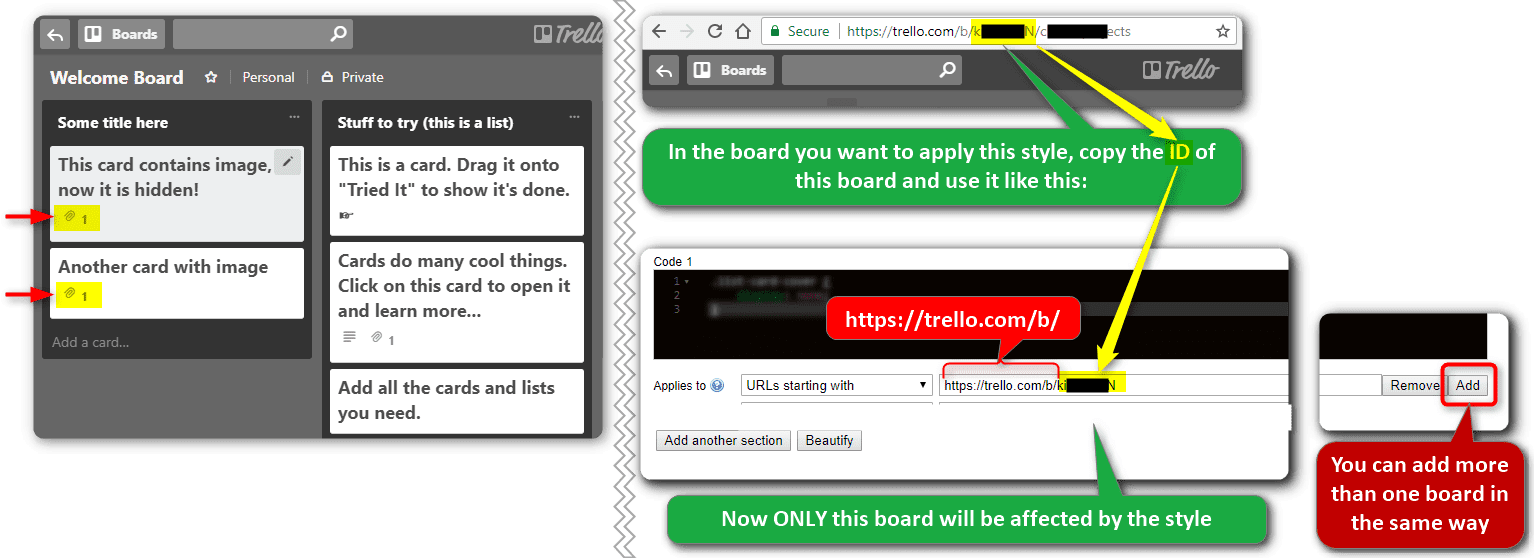 Boards
Trello
Welcome Board
Personal
Private
Some title here
This card contains image,
now it is hidden!
1
Another card with image
1
Add a card...
Stuff to try (this is a list)
This is a card. Drag it onto
"Tried It" to show it's done.
Cards do many cool things.
Click on this card to open it
and learn more...
1
Add all the cards and lists
you need.
Secure
https://trello.com/b/k N/c ects
Boards
Trello
In the board you want to apply this style, copy the ID of
this board and use it like this:
Code 1
1
2
3
https://trello.com/b/
Applies to
URLs starting with
https://trello.com/b/ki N
Add another section
Beautify
Now ONLY this board will be affected by the style
Remove
Add
You can add more
than one board in
the same way